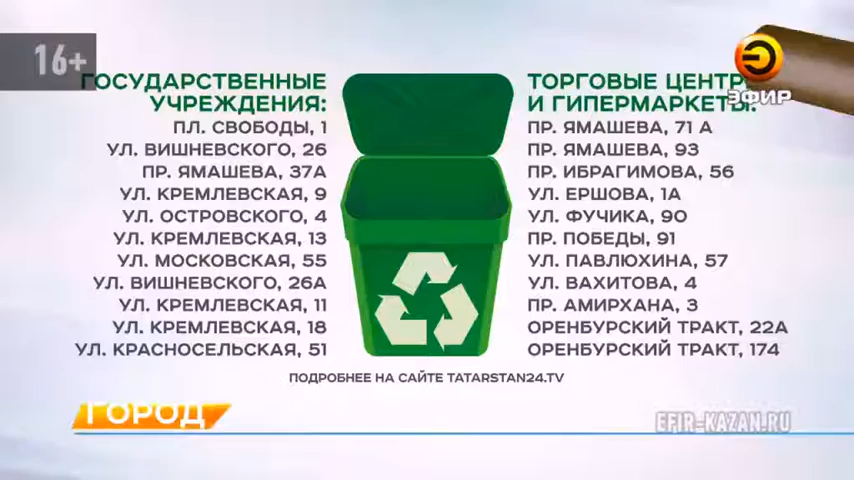 16+
ЭФИР
ГОСУДАРСТВЕННЫЕ
УЧРЕЖДЕНИЯ:
ПЛ. СВОБОДЫ, 1
УЛ. ВИШНЕВСКОГО, 26
ПР. ЯМАШЕВА, 37А
УЛ. КРЕМЛЕВСКАЯ, 9
УЛ. ОСТРОВСКОГО, 4
УЛ. КРЕМЛЕВСКАЯ, 13
УЛ. МОСКОВСКАЯ, 55
УЛ. ВИШНЕВСКОГО, 26А
УЛ. КРЕМЛЕВСКАЯ, 11
УЛ. КРЕМЛЕВСКАЯ, 18
УЛ. КРАСНОСЕЛЬСКАЯ, 51
ТОРГОВЫЕ ЦЕНТРЫ
И ГИПЕРМАРКЕТЫ:
ПР. ЯМАШЕВА, 71 А
ПР. ЯМАШЕВА, 93
ПР. ИБРАГИМОВА, 56
УЛ. ЕРШОВА, 1А
УЛ. ФУЧИКА, 90
ПР. ПОБЕДЫ, 91
УЛ. ПАВЛЮХИНА, 57
УЛ. ВАХИТОВА, 4
ПР. АМИРХАНА, 3
ОРЕНБУРСКИЙ ТРАКТ, 22А
ОРЕНБУРСКИЙ ТРАКТ, 174
ПОДРОБНЕЕ НА САЙТЕ TATARSTAN24.TV
ГОРОД
EFIR-KAZAN.RU